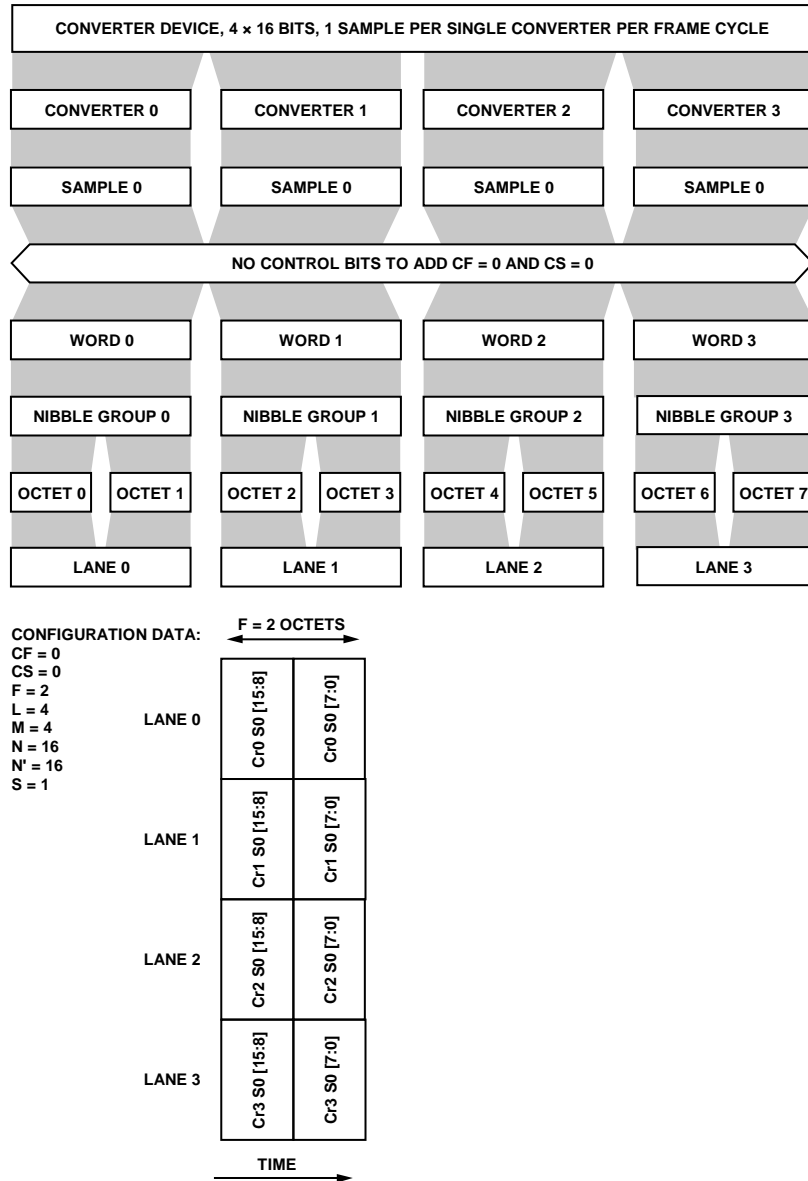 CONVERTER DEVICE, 4 × 16 BITS, 1 SAMPLE PER SINGLE CONVERTER PER FRAME CYCLE
CONVERTER 0 CONVERTER 1 CONVERTER 2 CONVERTER 3
SAMPLE 0 SAMPLE 0 SAMPLE 0 SAMPLE 0
NO CONTROL BITS TO ADD CF = 0 AND CS = 0
WORD 0 WORD 1 WORD 2 WORD 3
NIBBLE GROUP 0 NIBBLE GROUP 1 NIBBLE GROUP 2 NIBBLE GROUP 3
OCTET 0 OCTET 1 OCTET 2 OCTET 3 OCTET 4 OCTET 5 OCTET 6 OCTET 7
LANE 0 LANE 1 LANE 2 LANE 3
CONFIGURATION DATA:
CF = 0
CS = 0
F = 2
L = 4
M = 4
N = 16
N' = 16
S = 1
F = 2 OCTETS
LANE 0
Cr0 S0 [15:8]
Cr0 S0 [7:0]
LANE 1
Cr1 S0 [15:8]
Cr1 S0 [7:0]
LANE 2
Cr2 S0 [15:8]
Cr2 S0 [7:0]
LANE 3
Cr3 S0 [15:8]
Cr3 S0 [7:0]
TIME